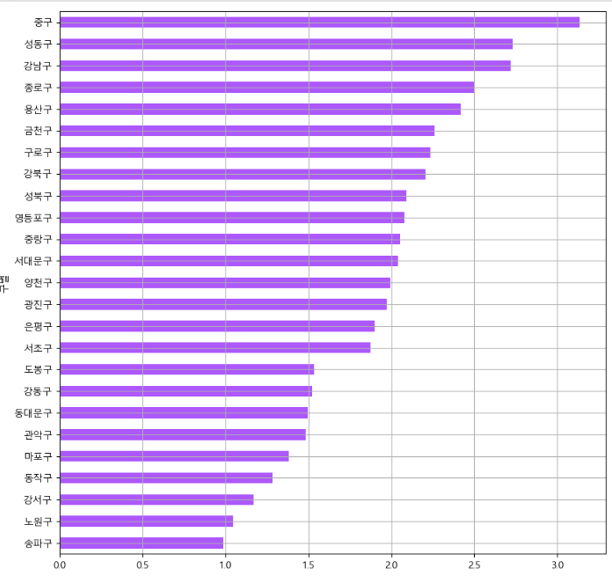 중구
성동구
강남구
종로구
용산구
금천구
구로구
강북구
성북구
영등포구
중랑구
서대문구
양천구
광진구
은평구
서초구
도봉구
강동구
동대문구
관악구
마포구
동작구
강서구
노원구
송파구
0.0 0.5 1.0 1.5 2.0 2.5 3.0